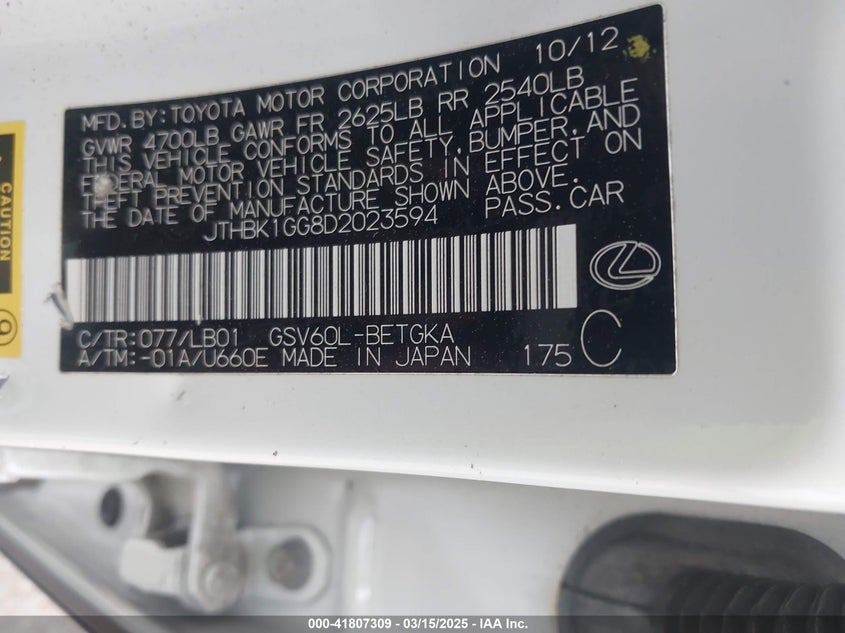 MFD. BY: TOYOTA MOTOR CORPORATION 10/12
GVWR 4700LB GAWR FR 2625LB RR 2540LB
THIS VEHICLE CONFORMS TO ALL APPLICABLE
FEDERAL MOTOR VEHICLE SAFETY, BUMPER, AND
THEFT PREVENTION STANDARDS IN EFFECT ON
THE DATE OF MANUFACTURE SHOWN ABOVE.
JTHBK1GG8D2023594 PASS. CAR
C/TR: 077/LB01 GSV60L-BETGKA
A/TM: -01A/U660E MADE IN JAPAN 175 C
CAUTION
000-41807309 - 03/15/2025 - IAA Inc.